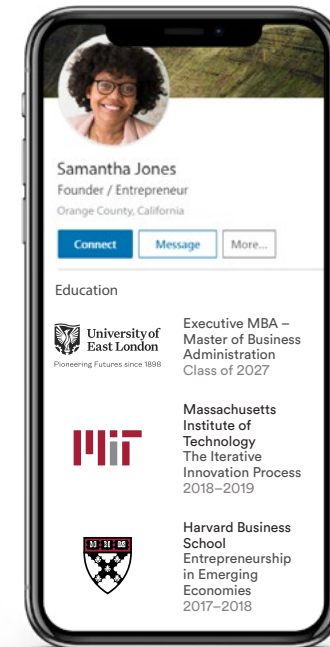 Samantha Jones
Founder / Entrepreneur
Orange County, California
Connect
Message
More...
Education
University of
East London
Pioneering Futures since 1898
Executive MBA –
Master of Business
Administration
Class of 2027
MIT
Massachusetts
Institute of
Technology
The Iterative
Innovation Process
2018–2019
Harvard Business
School
Entrepreneurship
in Emerging
Economies
2017–2018